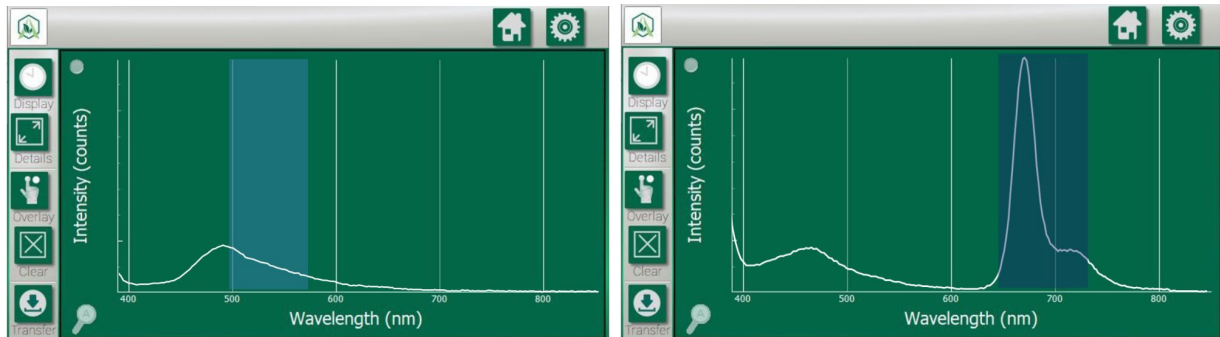 Display
Details
Overlay
Clear
Transfer
Intensity (counts)
400 500 600 700 800
Wavelength (nm)
A
Display
Details
Overlay
Clear
Transfer
Intensity (counts)
400 500 600 700 800
Wavelength (nm)
A